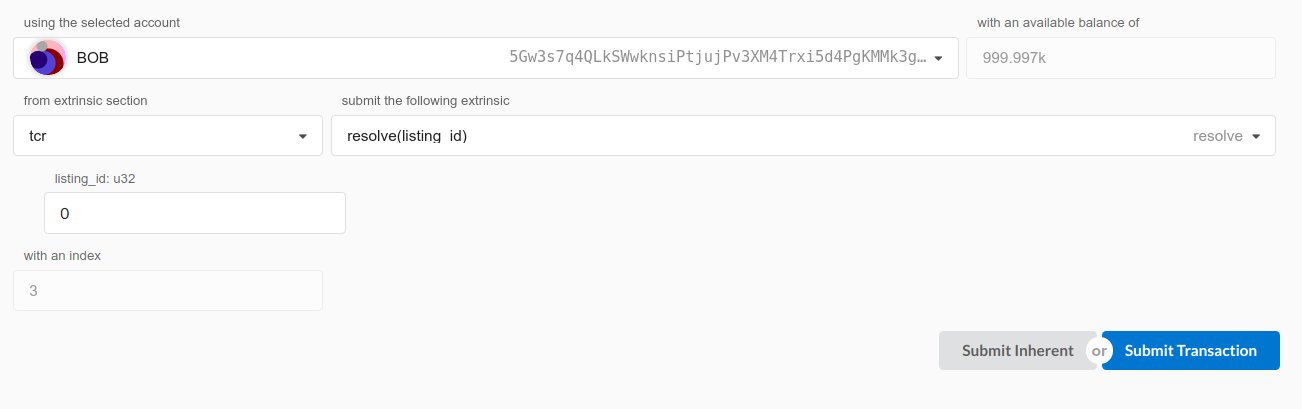 using the selected account
with an available balance of
BOB
5Gw3s7q4QLkSWwknsiPtjujPv3XM4Trxi5d4PgKMMk3g…
999.997k
from extrinsic section
submit the following extrinsic
tcr
resolve(listing_id)
resolve
listing_id: u32
0
with an index
3
Submit Inherent
or
Submit Transaction